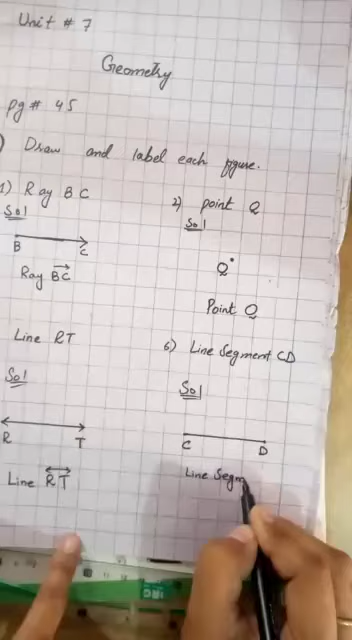 Unit # 7
Geometry
pg # 45
) Draw and label each figure.
1) Ray BC
Sol
B C
Ray BC
2) point Q
Sol
Q
Point Q
Line RT
Sol
R T
Line RT
6) Line Segment CD
Sol
C D
Line Segm